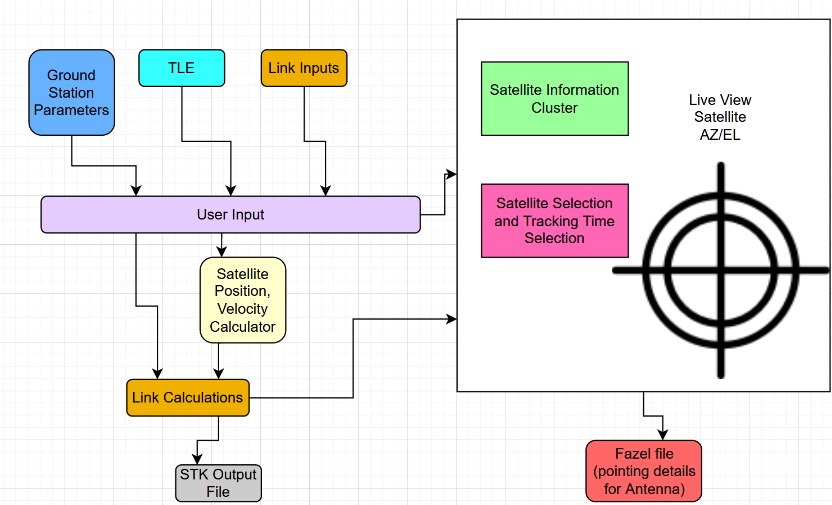 Ground
Station
Parameters
TLE
Link Inputs
User Input
Satellite
Position,
Velocity
Calculator
Link Calculations
STK Output
File
Satellite Information
Cluster
Satellite Selection
and Tracking Time
Selection
Live View
Satellite
AZ/EL
Fazel file
(pointing details
for Antenna)